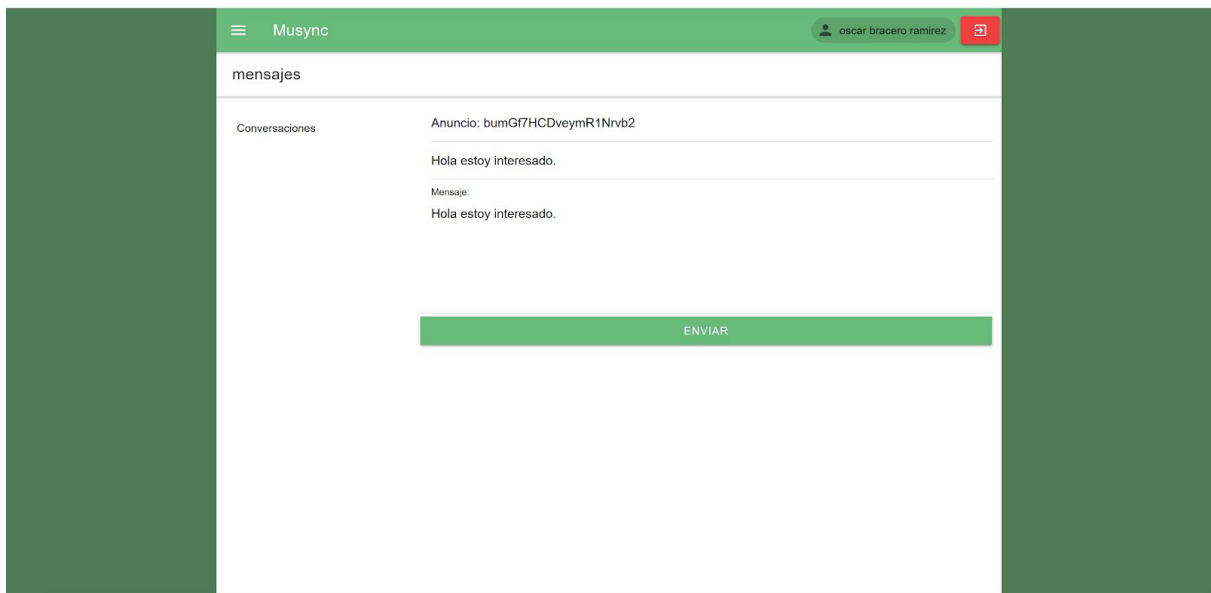 Musync
oscar bracero ramirez
mensajes
Conversaciones
Anuncio: bumGf7HCDveymR1Nrvb2
Hola estoy interesado.
Mensaje:
Hola estoy interesado.
ENVIAR